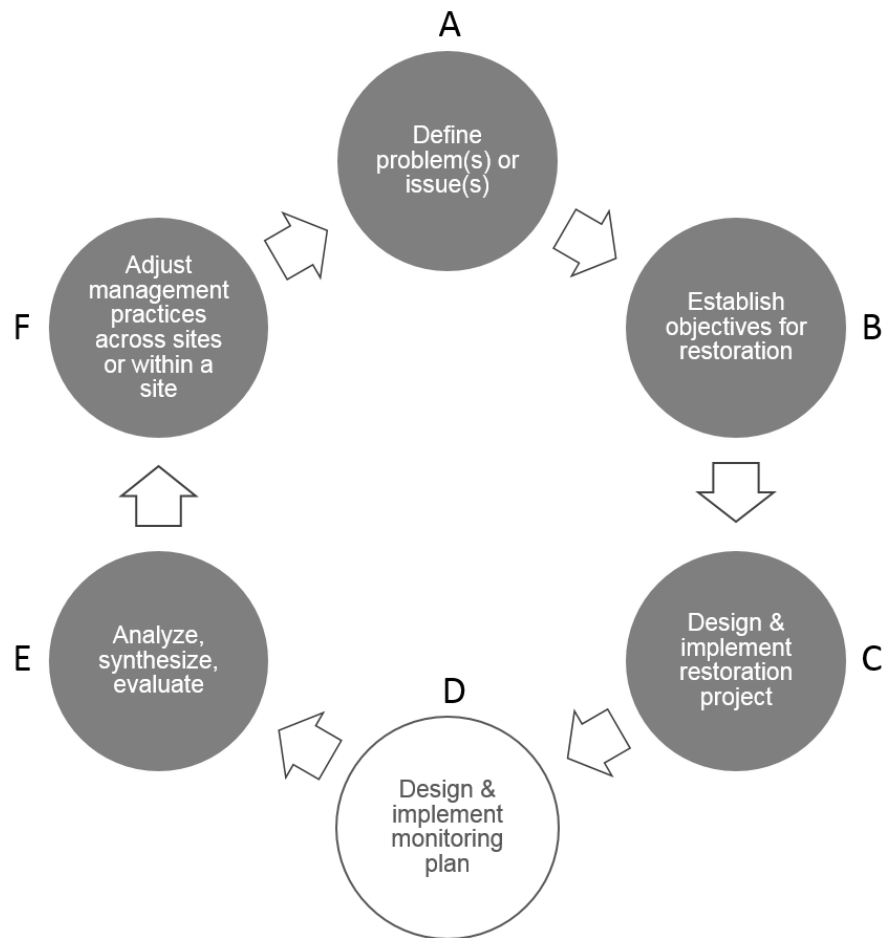 A
Define
problem(s) or
issue(s)
B
Establish
objectives for
restoration
C
Design &
implement
restoration
project
D
Design &
implement
monitoring
plan
E
Analyze,
synthesize,
evaluate
F
Adjust
management
practices
across sites
or within a
site